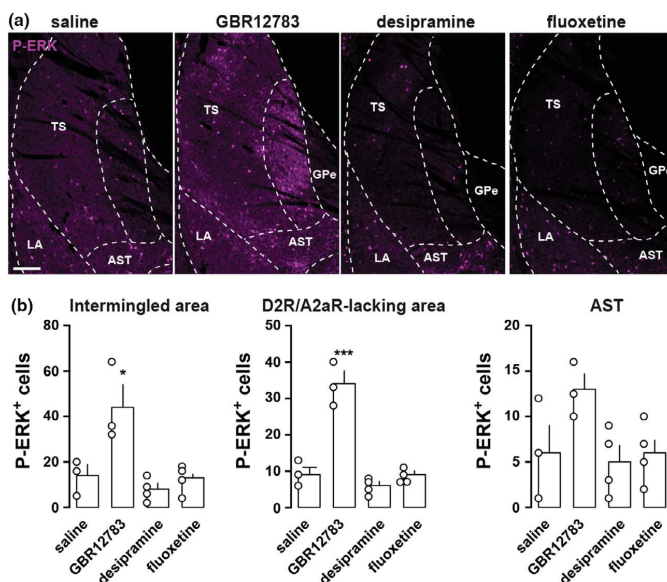 (a) saline GBR12783 desipramine fluoxetine
P-ERK
TS TS TS
GPe GPe GPe
LA AST AST LA AST LA AST
(b) Intermingled area D2R/A2aR-lacking area AST
P-ERK+ cells
80
60
40
20
0
*
saline
GBR12783
desipramine
fluoxetine
P-ERK+ cells
50
40
30
20
10
0
***
saline
GBR12783
desipramine
fluoxetine
P-ERK+ cells
20
15
10
5
0
saline
GBR12783
desipramine
fluoxetine